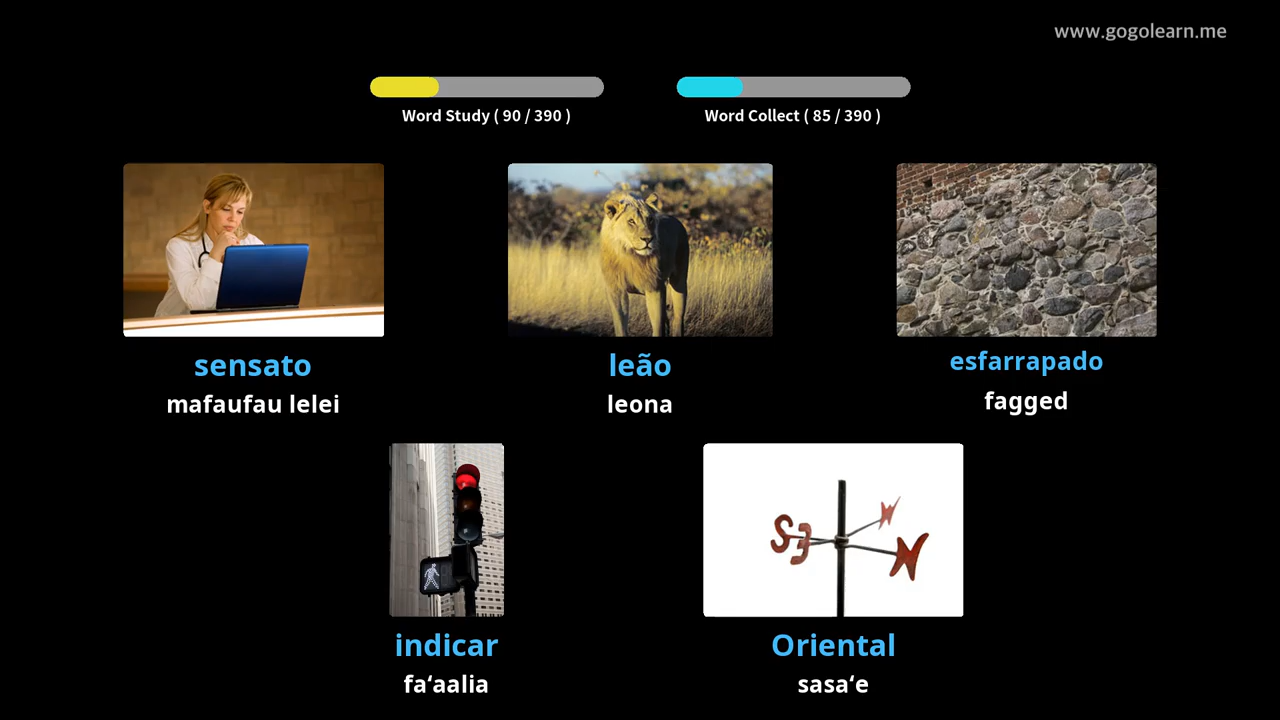 www.gogolearn.me
Word Study ( 90 / 390 )
Word Collect ( 85 / 390 )
sensato
mafaufau lelei
leão
leona
esfarrapado
fagged
indicar
fa‘aalia
S E N
Oriental
sasa‘e